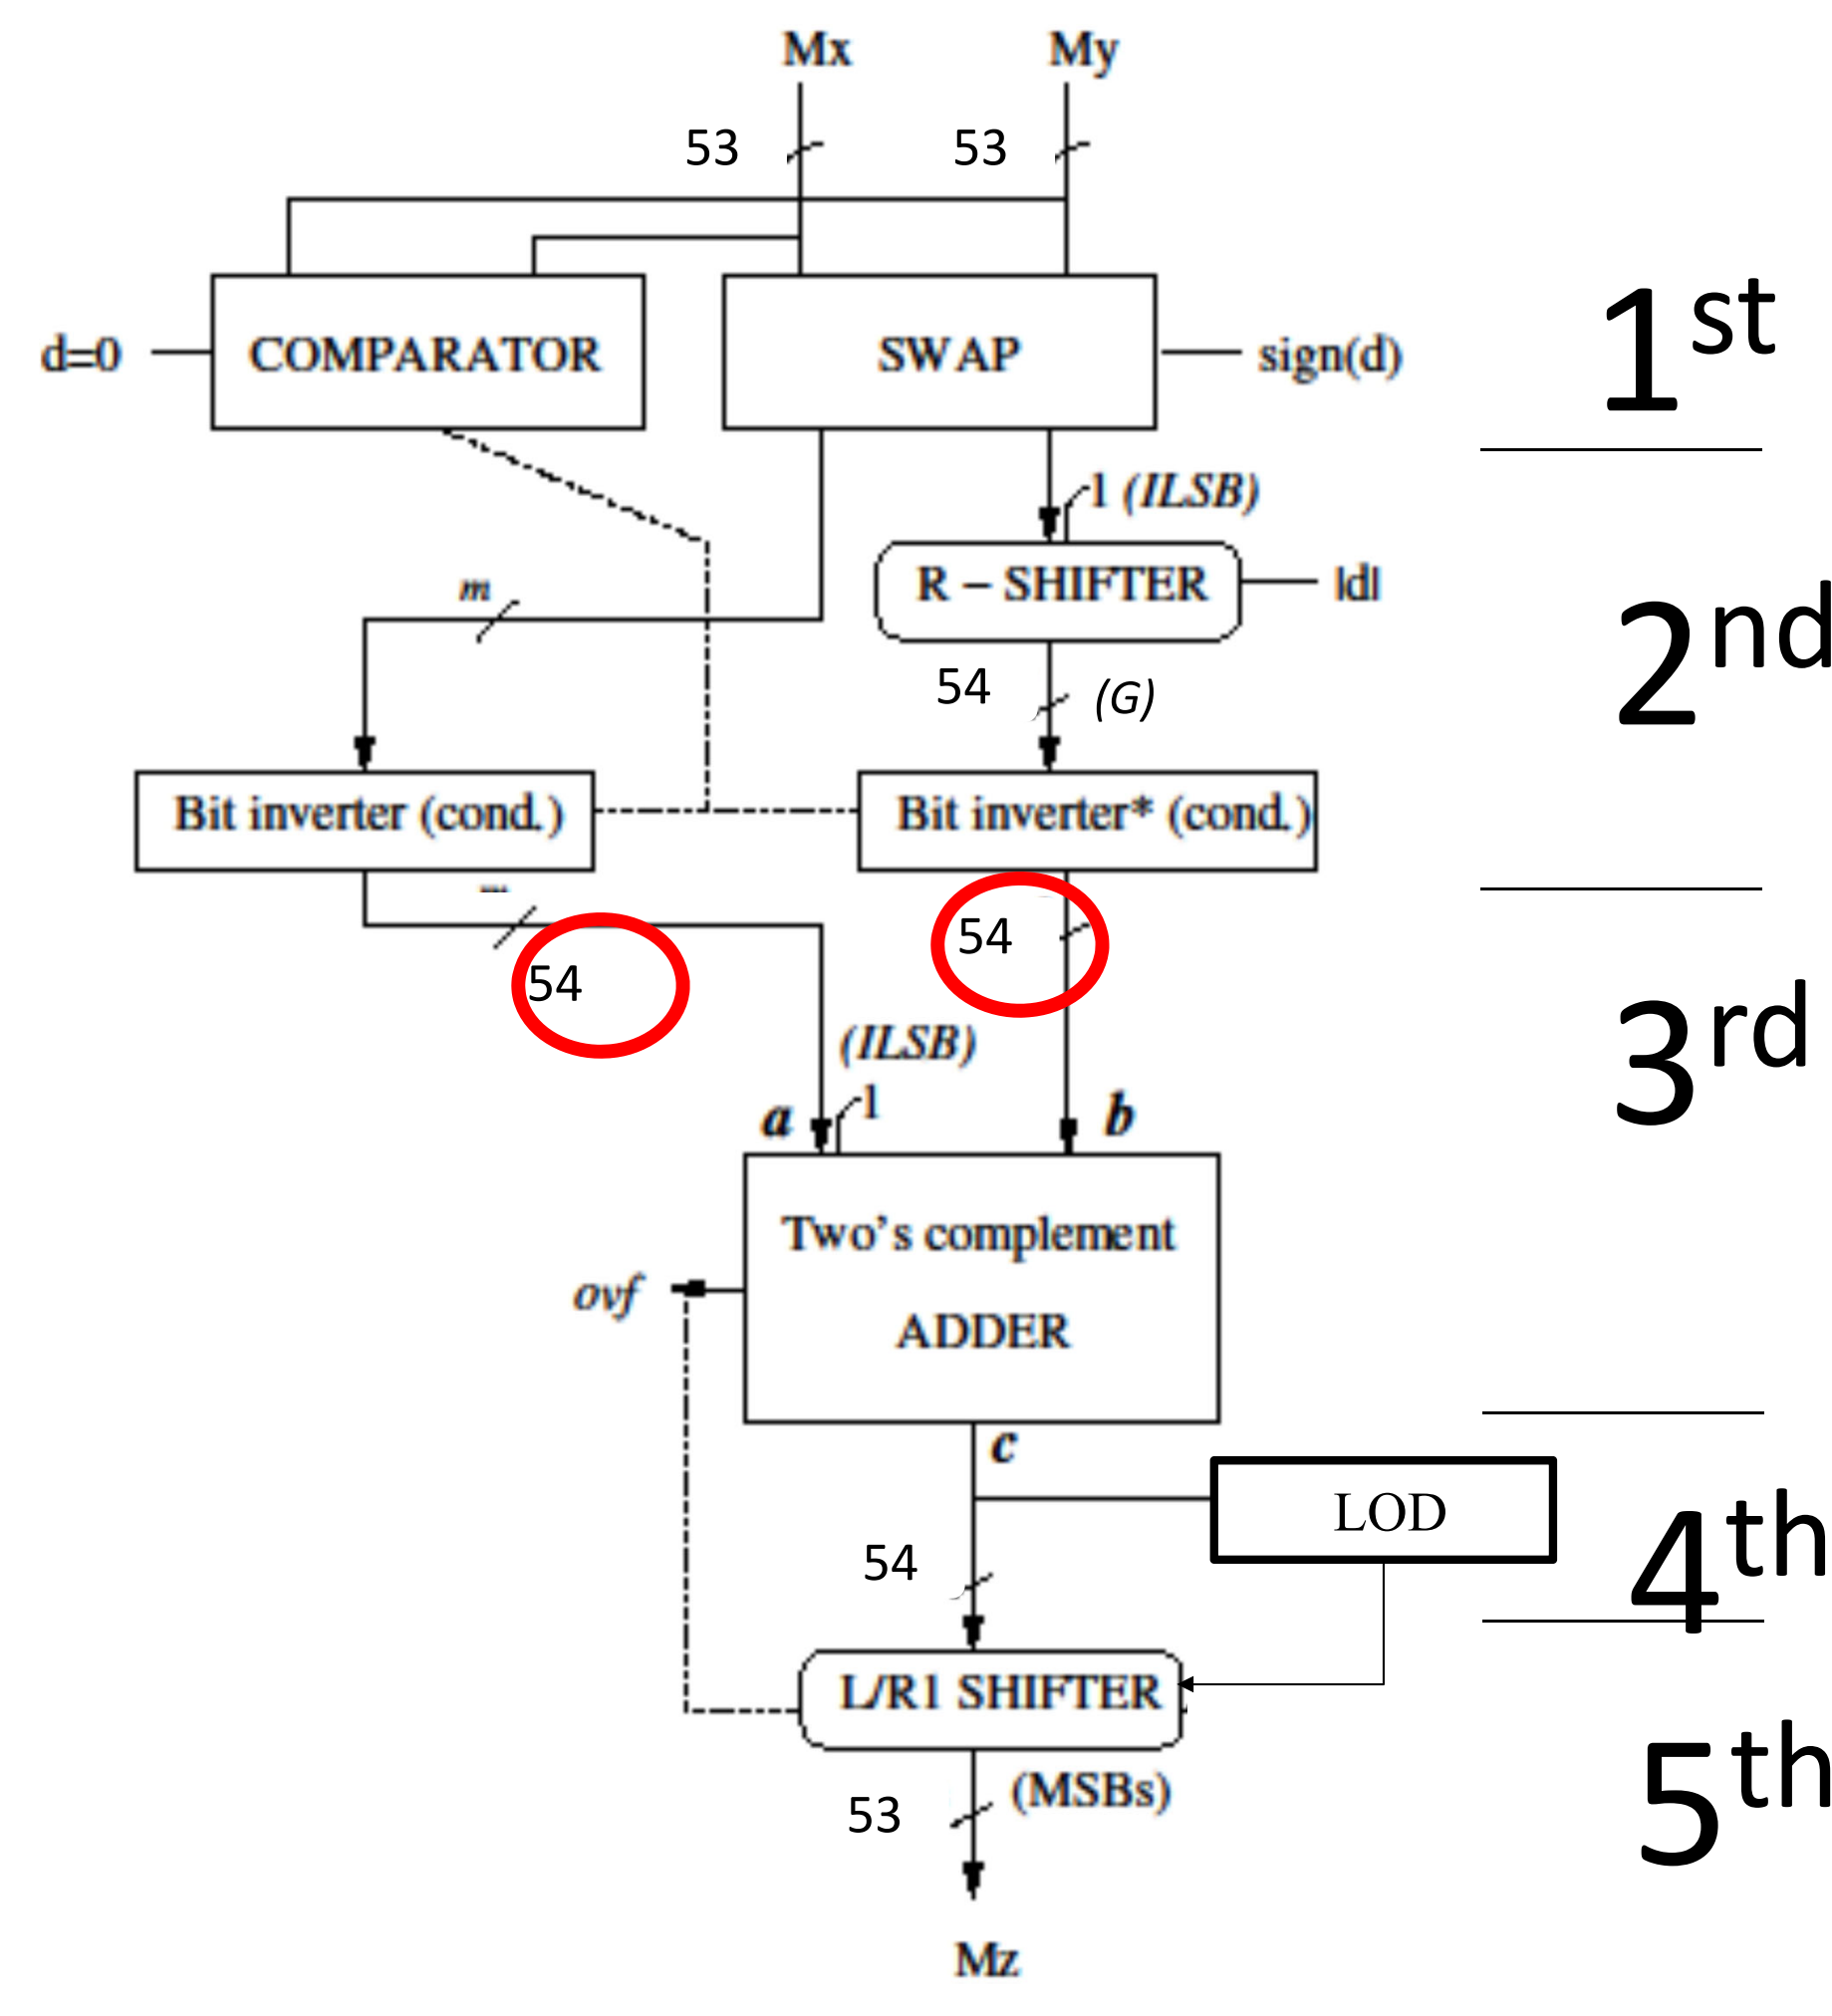 Mx My
53 53
COMPARATOR
SWAP
d=0
sign(d)
1st
1 (ILSB)
R – SHIFTER
|d|
m
2nd
54 (G)
Bit inverter (cond.)
Bit inverter* (cond.)
54
54
(ILSB)
3rd
a 1 b
Two's complement
ADDER
ovf
c
LOD
54
4th
L/R1 SHIFTER
5th
53 (MSBs)
Mz